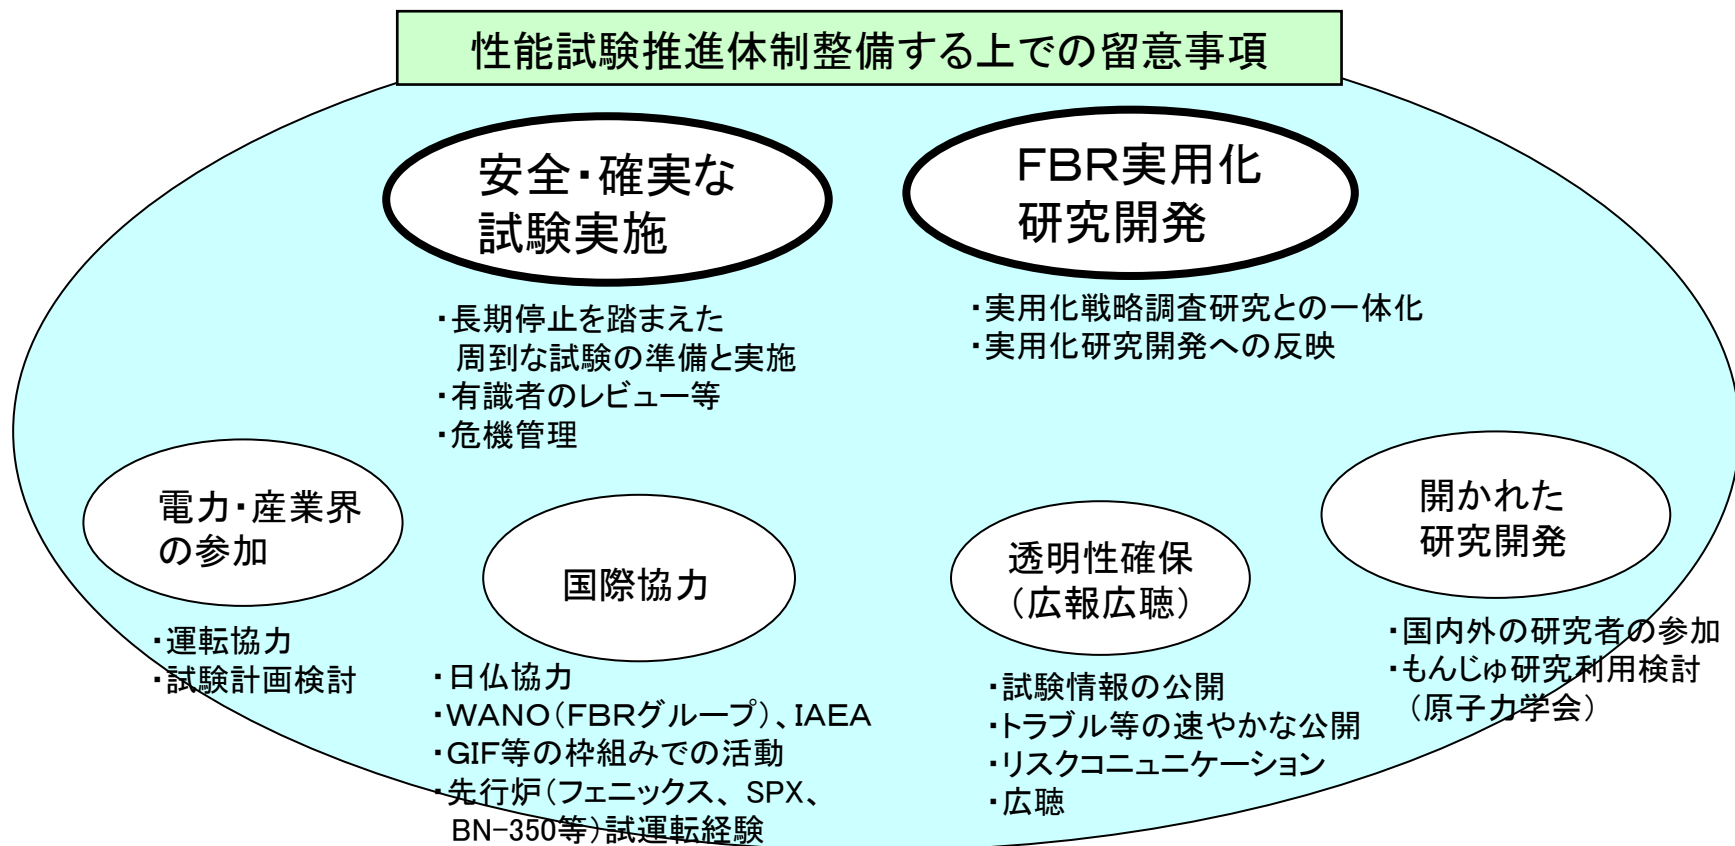 性能試験推進体制整備する上での留意事項
安全・確実な
試験実施
・長期停止を踏まえた
周到な試験の準備と実施
・有識者のレビュー等
・危機管理
FBR実用化
研究開発
・実用化戦略調査研究との一体化
・実用化研究開発への反映
電力・産業界
の参加
・運転協力
・試験計画検討
国際協力
・日仏協力
・WANO(FBRグループ)、IAEA
・GIF等の枠組みでの活動
・先行炉(フェニックス、SPX、
BN-350等)試運転経験
透明性確保
(広報広聴)
・試験情報の公開
・トラブル等の速やかな公開
・リスクコニュニケーション
・広聴
開かれた
研究開発
・国内外の研究者の参加
・もんじゅ研究利用検討
(原子力学会)